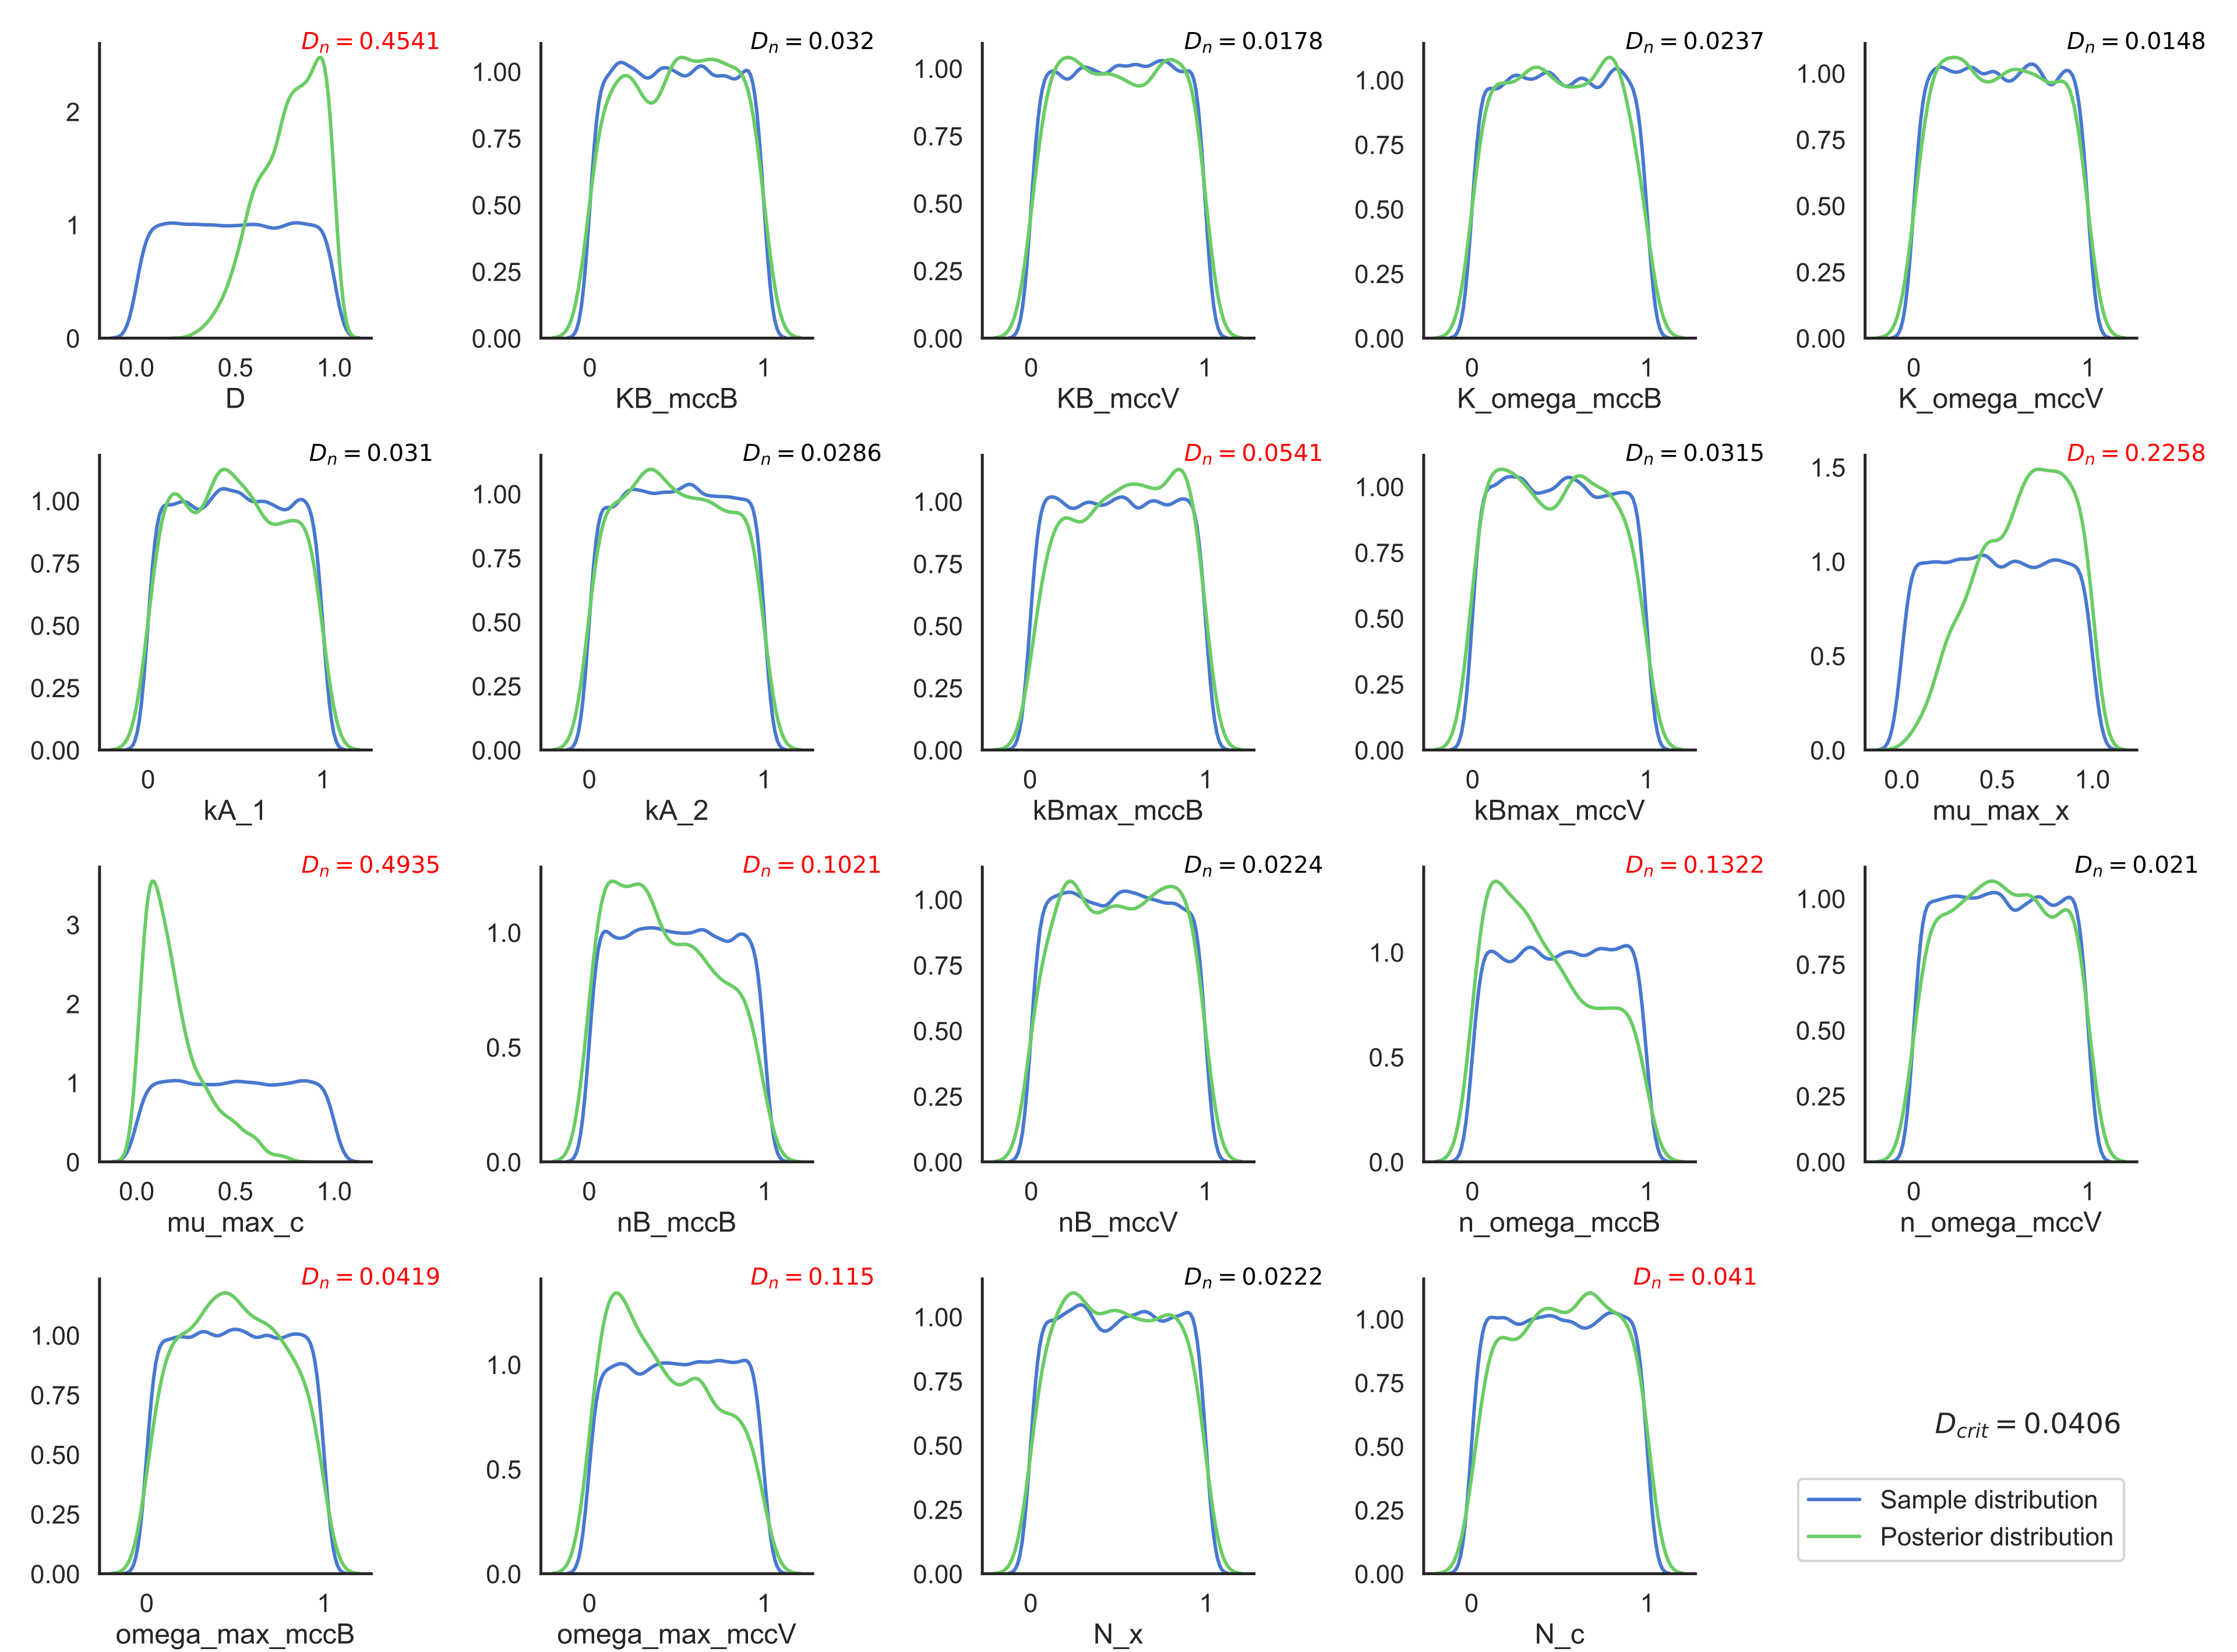 D_n = 0.4541
2
1
0
0.0 0.5 1.0
D
D_n = 0.032
1.00
0.75
0.50
0.25
0.00
0 1
KB_mccB
D_n = 0.0178
1.00
0.75
0.50
0.25
0.00
0 1
KB_mccV
D_n = 0.0237
1.00
0.75
0.50
0.25
0.00
0 1
K_omega_mccB
D_n = 0.0148
1.00
0.75
0.50
0.25
0.00
0 1
K_omega_mccV
D_n = 0.031
1.00
0.75
0.50
0.25
0.00
0 1
kA_1
D_n = 0.0286
1.00
0.75
0.50
0.25
0.00
0 1
kA_2
D_n = 0.0541
1.00
0.75
0.50
0.25
0.00
0 1
kBmax_mccB
D_n = 0.0315
1.00
0.75
0.50
0.25
0.00
0 1
kBmax_mccV
D_n = 0.2258
1.5
1.0
0.5
0.0
0.0 0.5 1.0
mu_max_x
D_n = 0.4935
3
2
1
0
0.0 0.5 1.0
mu_max_c
D_n = 0.1021
1.0
0.5
0.0
0 1
nB_mccB
D_n = 0.0224
1.00
0.75
0.50
0.25
0.00
0 1
nB_mccV
D_n = 0.1322
1.0
0.5
0.0
0 1
n_omega_mccB
D_n = 0.021
1.00
0.75
0.50
0.25
0.00
0 1
n_omega_mccV
D_n = 0.0419
1.00
0.75
0.50
0.25
0.00
0 1
omega_max_mccB
D_n = 0.115
1.0
0.5
0.0
0 1
omega_max_mccV
D_n = 0.0222
1.00
0.75
0.50
0.25
0.00
0 1
N_x
D_n = 0.041
1.00
0.75
0.50
0.25
0.00
0 1
N_c
D_crit = 0.0406
Sample distribution
Posterior distribution